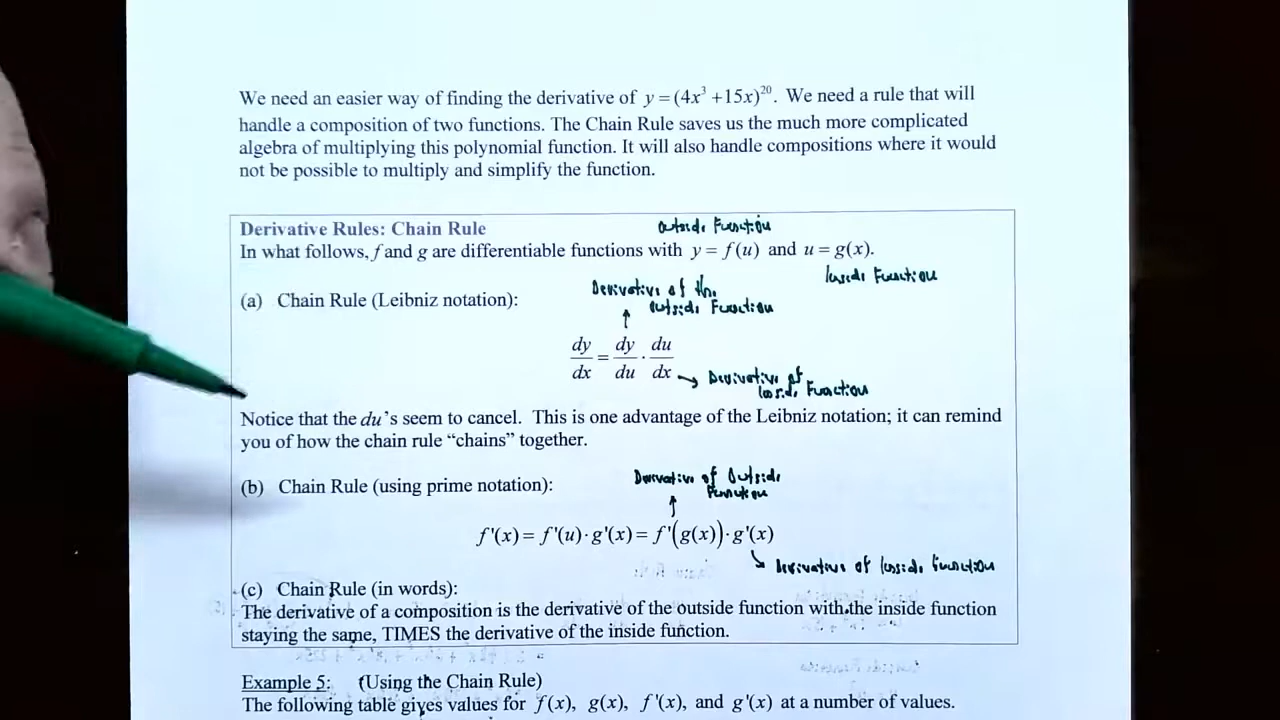 We need an easier way of finding the derivative of y = (4x³ +15x)²⁰. We need a rule that will
handle a composition of two functions. The Chain Rule saves us the much more complicated
algebra of multiplying this polynomial function. It will also handle compositions where it would
not be possible to multiply and simplify the function.
Derivative Rules: Chain Rule
Outside Function
In what follows, f and g are differentiable functions with y = f(u) and u = g(x).
Inside Function
(a) Chain Rule (Leibniz notation):
Derivative of the
Outside Function
↑
dy/dx = dy/du · du/dx
→ Derivative of
Inside Function
Notice that the du's seem to cancel. This is one advantage of the Leibniz notation; it can remind
you of how the chain rule “chains” together.
(b) Chain Rule (using prime notation):
Derivative of Outside
Function
↑
f'(x) = f'(u)·g'(x) = f'(g(x))·g'(x)
↘ Derivative of Inside Function
(c) Chain Rule (in words):
The derivative of a composition is the derivative of the outside function with the inside function
staying the same, TIMES the derivative of the inside function.
Example 5: (Using the Chain Rule)
The following table gives values for f(x), g(x), f'(x), and g'(x) at a number of values.